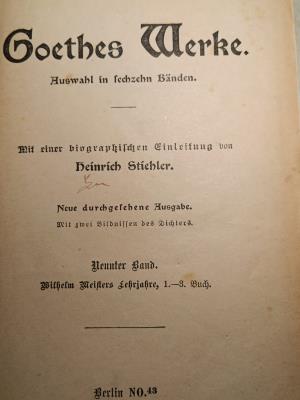 Goethes Werke.
Auswahl in sechzehn Bänden.
Mit einer biographischen Einleitung von
Heinrich Stiehler.
Neue durchgesehene Ausgabe.
Mit zwei Bildnissen des Dichters.
Neunter Band.
Wilhelm Meisters Lehrjahre, 1.—3. Buch.
Berlin NO.43